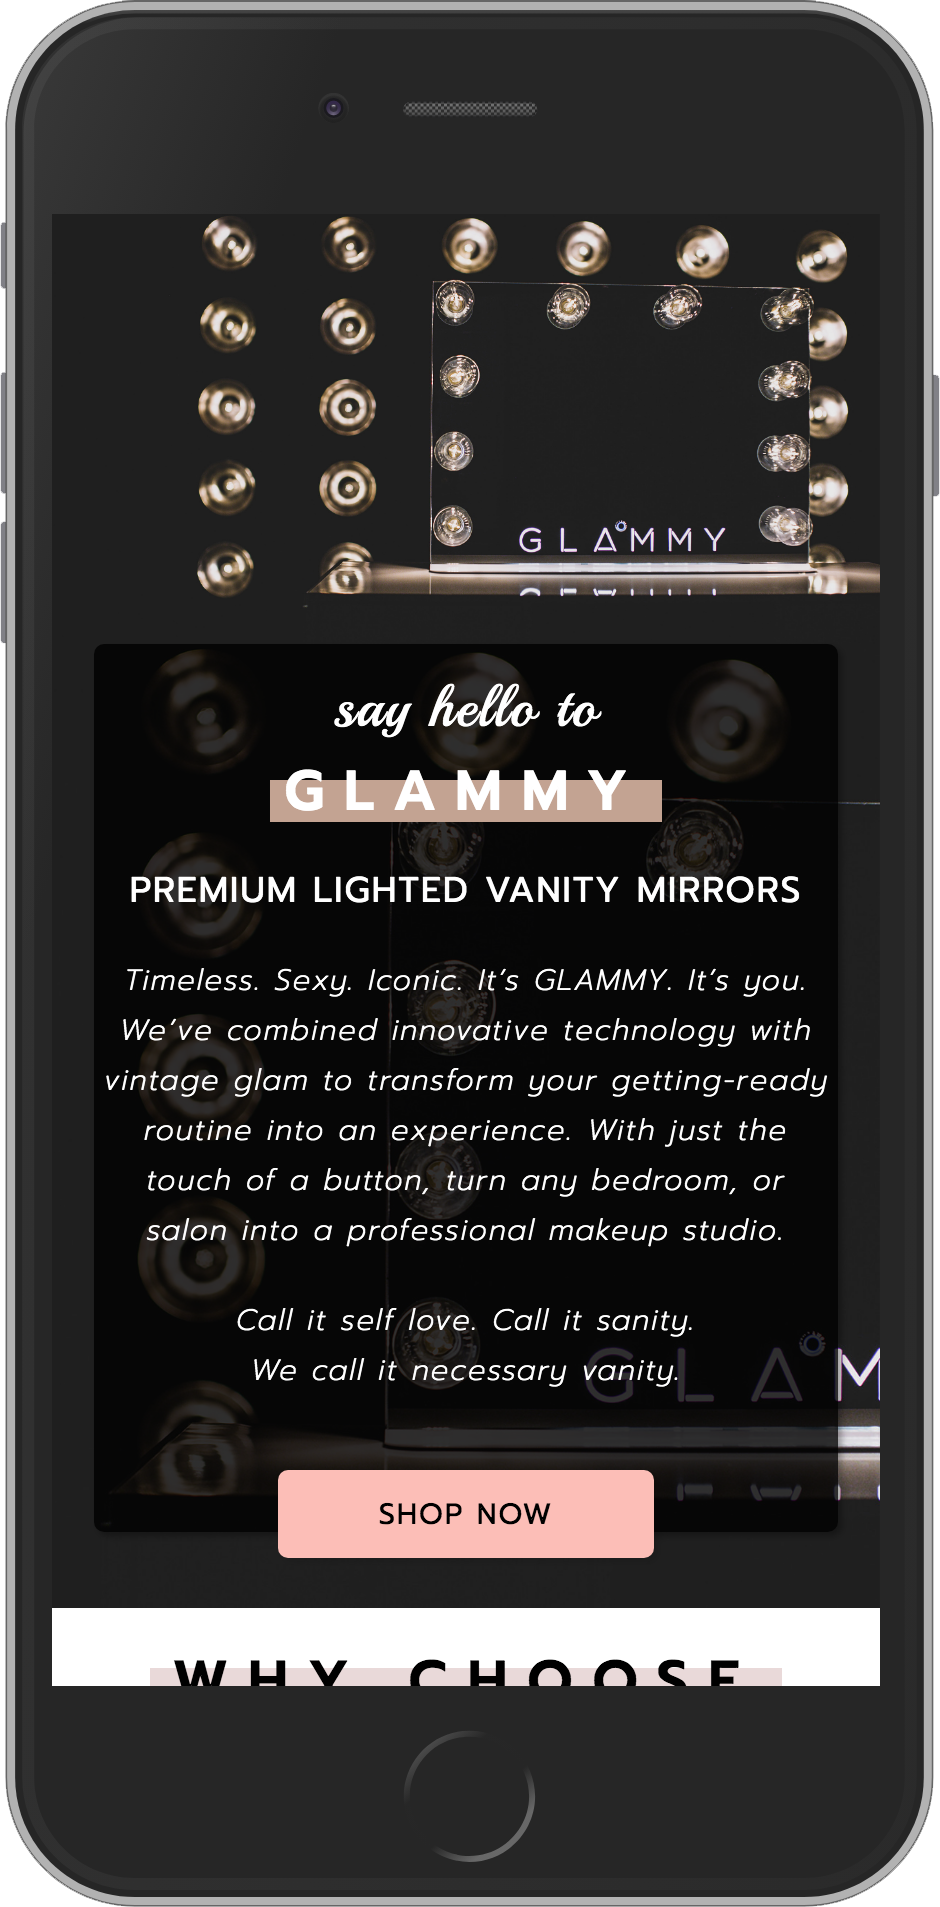 GLAMMY
say hello to
GLAMMY
PREMIUM LIGHTED VANITY MIRRORS
Timeless. Sexy. Iconic. It's GLAMMY. It's you.
We've combined innovative technology with
vintage glam to transform your getting-ready
routine into an experience. With just the
touch of a button, turn any bedroom, or
salon into a professional makeup studio.
Call it self love. Call it sanity.
We call it necessary vanity.
GLAM
SHOP NOW
WHY CHOOSE